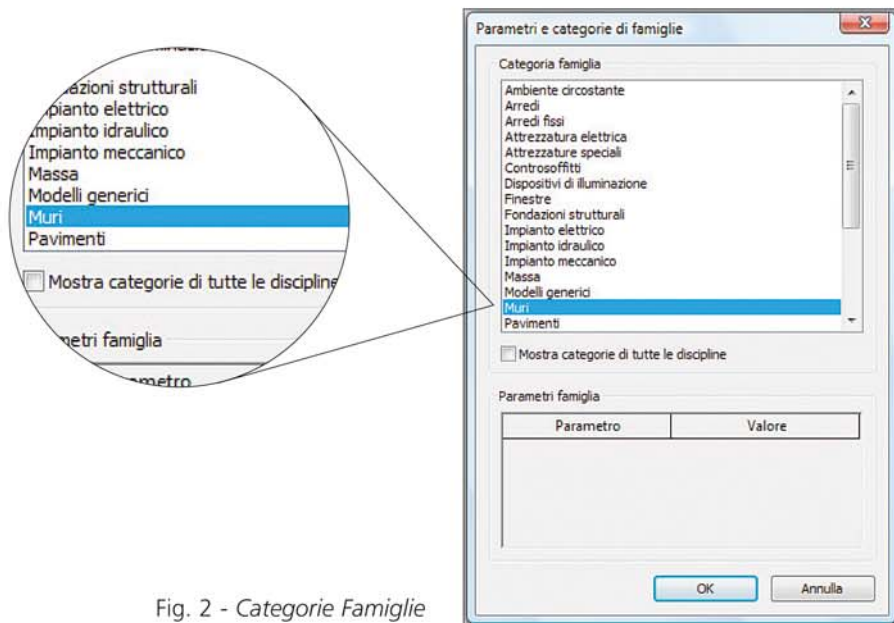 Parametri e categorie di famiglie
Categoria famiglia
Ambiente circostante
Arredi
Arredi fissi
Attrezzatura elettrica
Attrezzature speciali
Controsoffitti
Dispositivi di illuminazione
Finestre
Fondazioni strutturali
Impianto elettrico
Impianto idraulico
Impianto meccanico
Massa
Modelli generici
Muri
Pavimenti
Mostra categorie di tutte le discipline
Parametri famiglia
Parametro Valore
OK Annulla
azioni strutturali
mpianto elettrico
Impianto idraulico
Impianto meccanico
Massa
Modelli generici
Muri
Pavimenti
Mostra categorie di tutte le discipline
metri famiglia
ametro
Fig. 2 - Categorie Famiglie